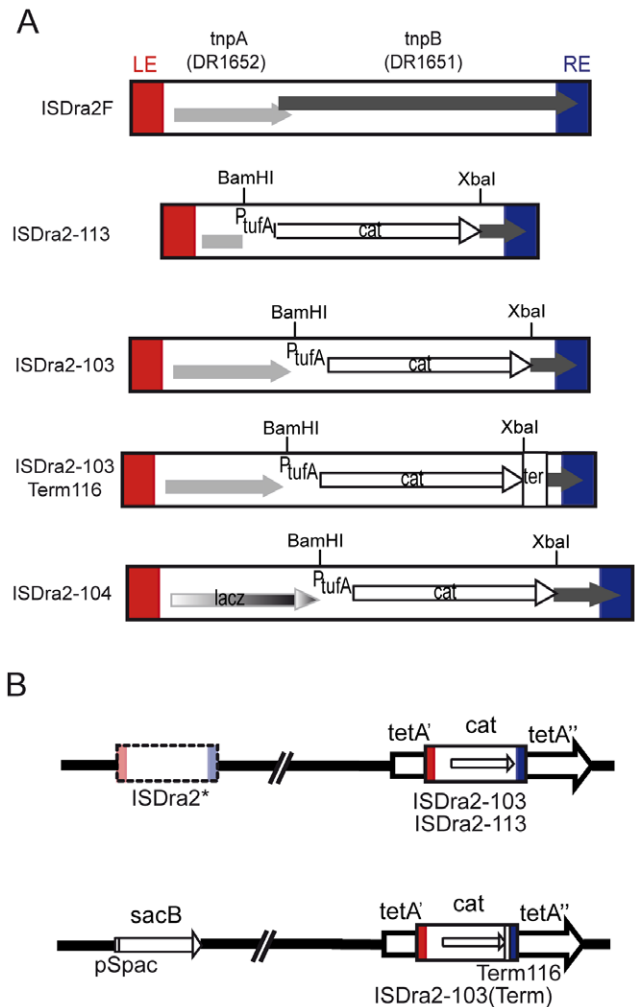 A
tnpA tnpB
LE (DR1652) (DR1651) RE
ISDra2F
BamHI XbaI
ISDra2-113
PtufA cat
BamHI XbaI
ISDra2-103
PtufA cat
BamHI XbaI
ISDra2-103
Term116
PtufA cat ter
BamHI XbaI
ISDra2-104
lacz PtufA cat
B
tetA' cat tetA''
ISDra2*
ISDra2-103
ISDra2-113
sacB tetA' cat tetA''
pSpac
Term116
ISDra2-103(Term)